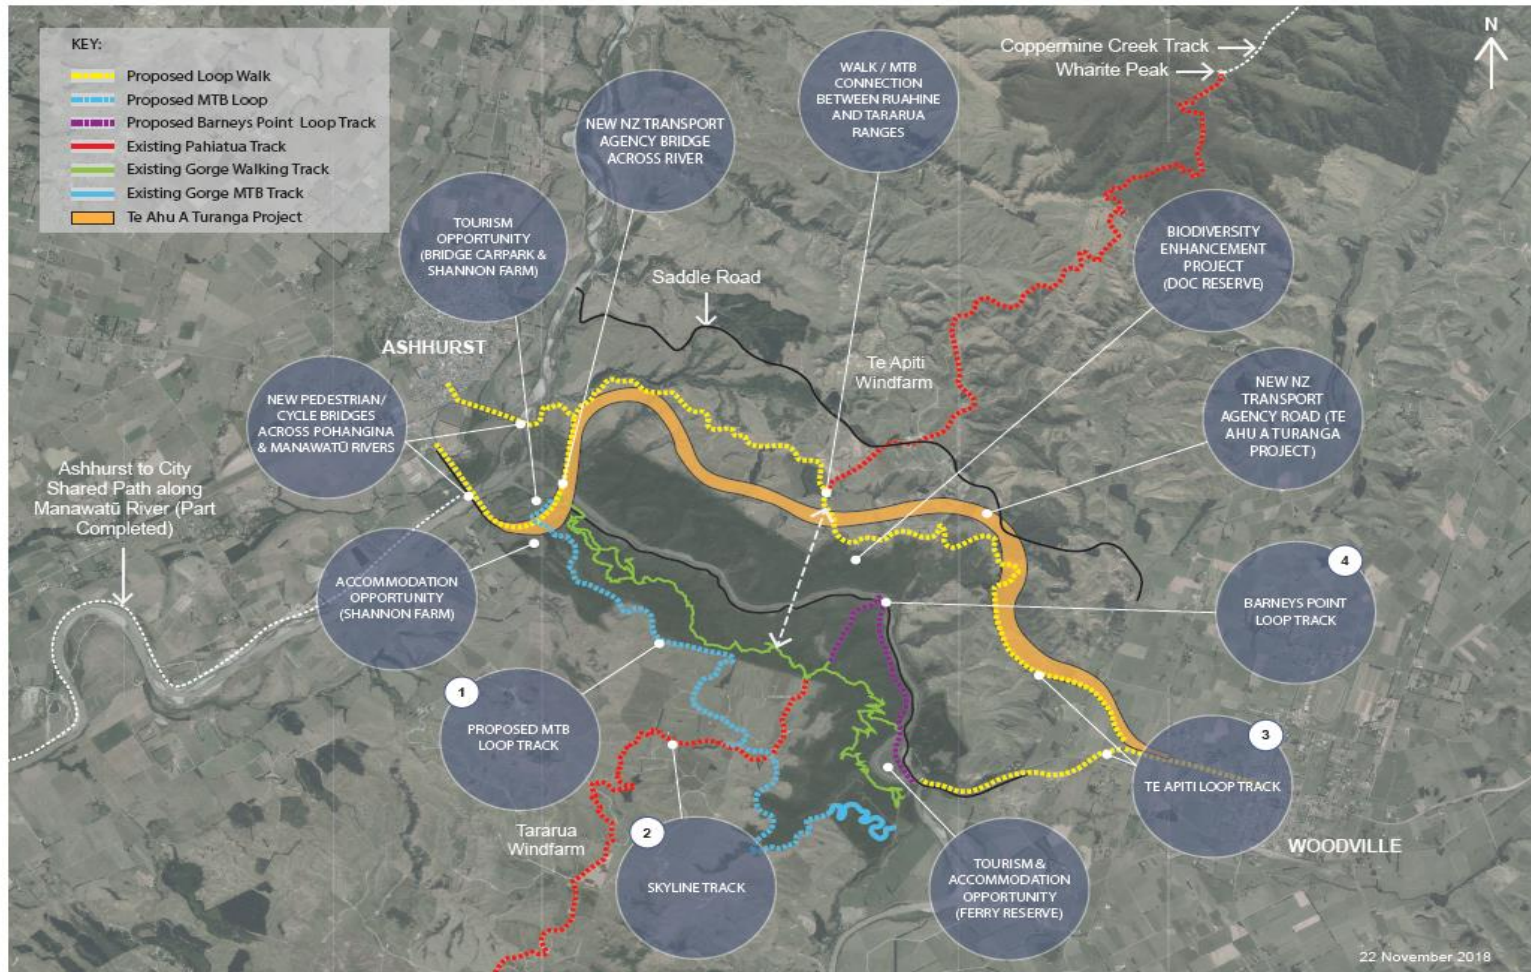 KEY:
Proposed Loop Walk
Proposed MTB Loop
Proposed Barneys Point Loop Track
Existing Pahiatua Track
Existing Gorge Walking Track
Existing Gorge MTB Track
Te Ahu A Turanga Project
NEW NZ TRANSPORT
AGENCY BRIDGE
ACROSS RIVER
WALK / MTB
CONNECTION
BETWEEN RUAHINE
AND TARARUA
RANGES
Coppermine Creek Track
Wharite Peak
N
TOURISM
OPPORTUNITY
(BRIDGE CARPARK &
SHANNON FARM)
BIODIVERSITY
ENHANCEMENT
PROJECT
(DOC RESERVE)
Saddle Road
ASHHURST
Te Apiti
Windfarm
NEW PEDESTRIAN/
CYCLE BRIDGES
ACROSS POHANGINA
& MANAWATŪ RIVERS
NEW NZ
TRANSPORT
AGENCY ROAD (TE
AHU A TURANGA
PROJECT)
Ashhurst to City
Shared Path along
Manawatū River (Part
Completed)
ACCOMMODATION
OPPORTUNITY
(SHANNON FARM)
4
BARNEYS POINT
LOOP TRACK
1
PROPOSED MTB
LOOP TRACK
3
TE APITI LOOP TRACK
Tararua
Windfarm
2
SKYLINE TRACK
TOURISM &
ACCOMMODATION
OPPORTUNITY
(FERRY RESERVE)
WOODVILLE
22 November 2018